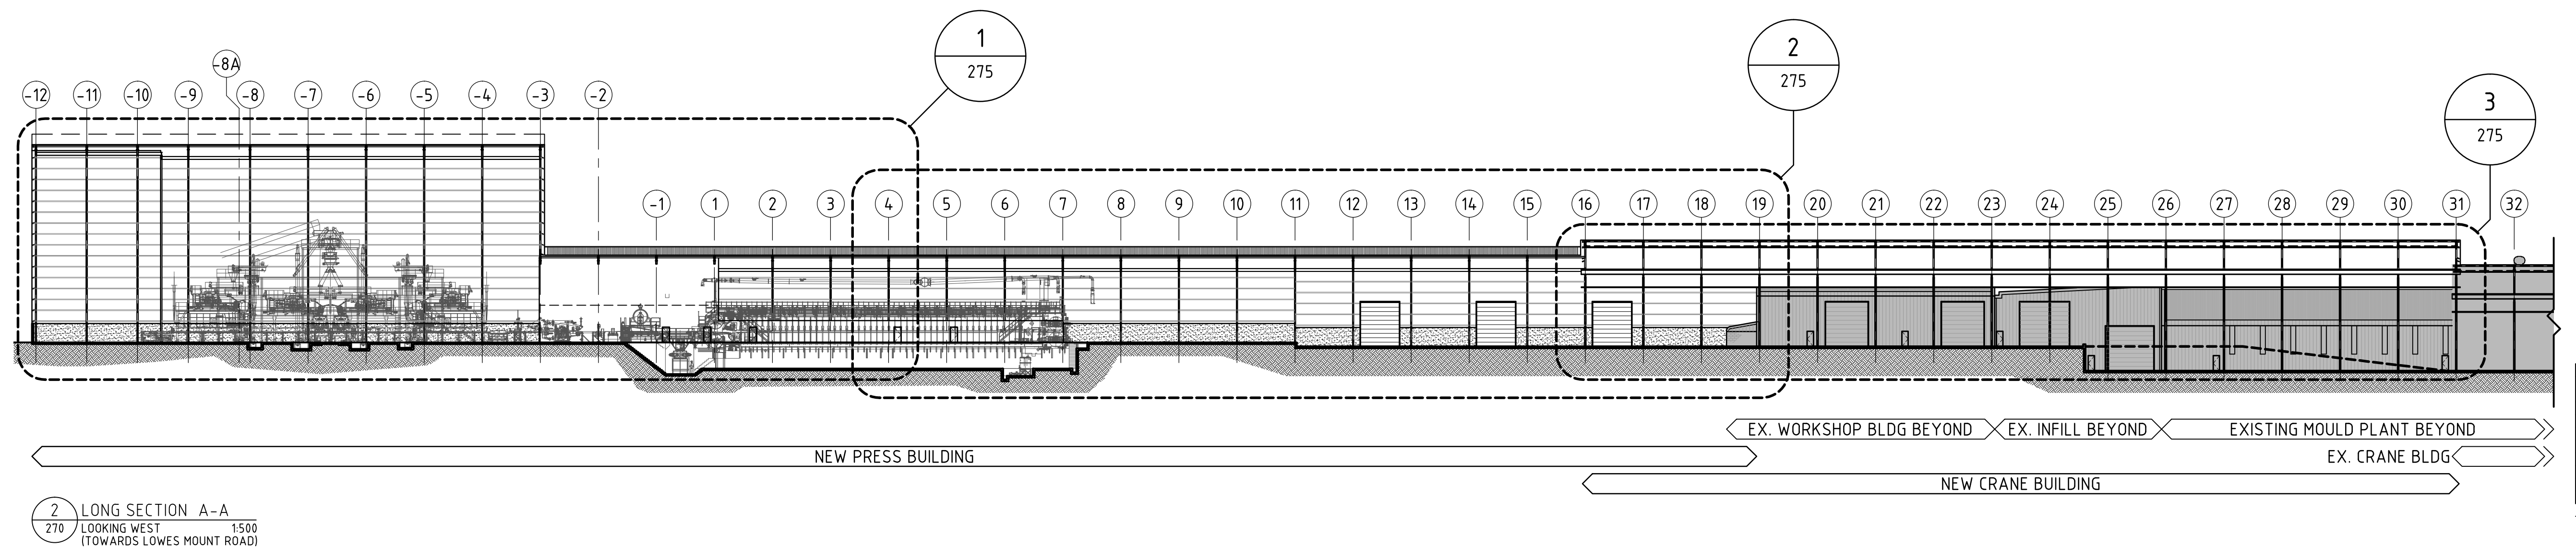 1
275
2
275
3
275
-8A
-12 -11 -10 -9 -8 -7 -6 -5 -4 -3 -2
-1 1 2 3 4 5 6 7 8 9 10 11 12 13 14 15 16 17 18 19 20 21 22 23 24 25 26 27 28 29 30 31 32
EX. WORKSHOP BLDG BEYOND EX. INFILL BEYOND EXISTING MOULD PLANT BEYOND
NEW PRESS BUILDING EX. CRANE BLDG
NEW CRANE BUILDING
2 LONG SECTION A-A
270 LOOKING WEST 1:500
(TOWARDS LOWES MOUNT ROAD)